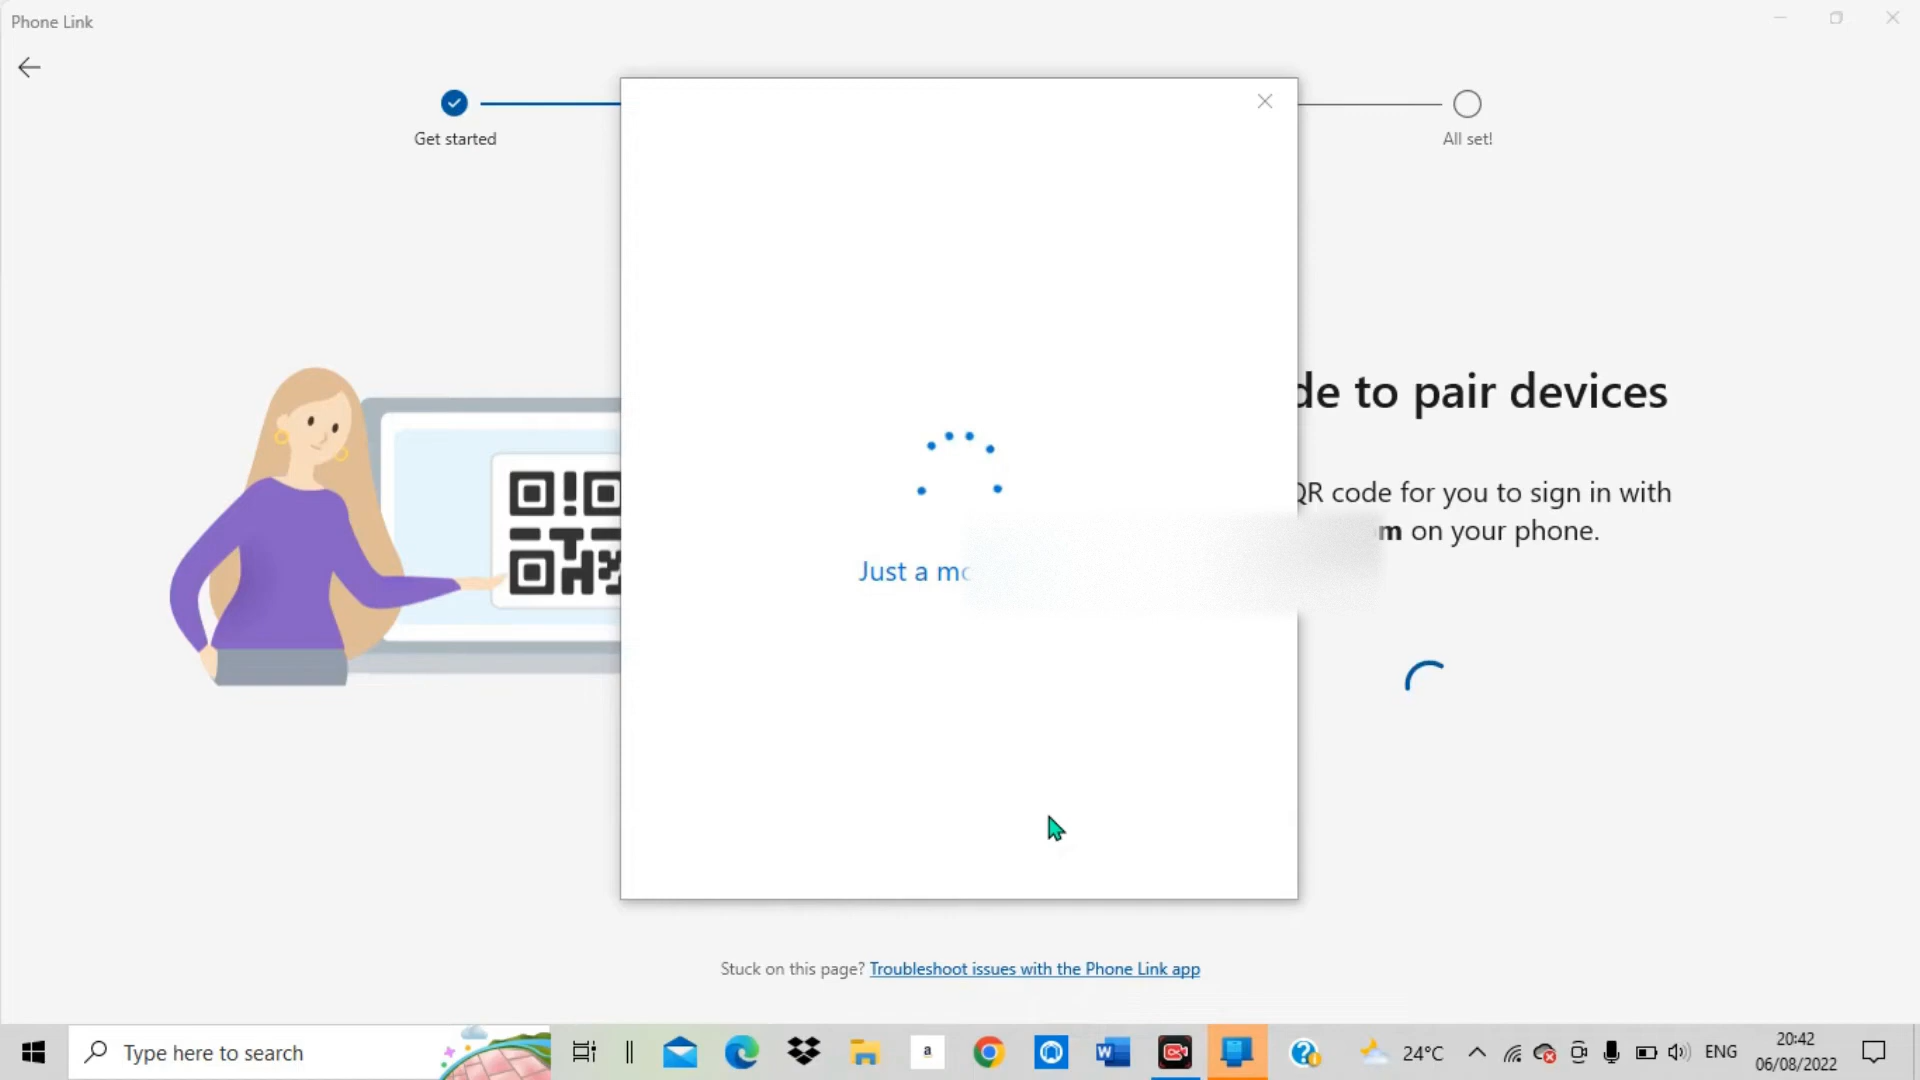 Phone Link
Get started
All set!
to pair devices
QR code for you to sign in with
on your phone.
Just a
Stuck on this page? Troubleshoot issues with the Phone Link app
Type here to search
a
24°C
ENG
20:42
06/08/2022